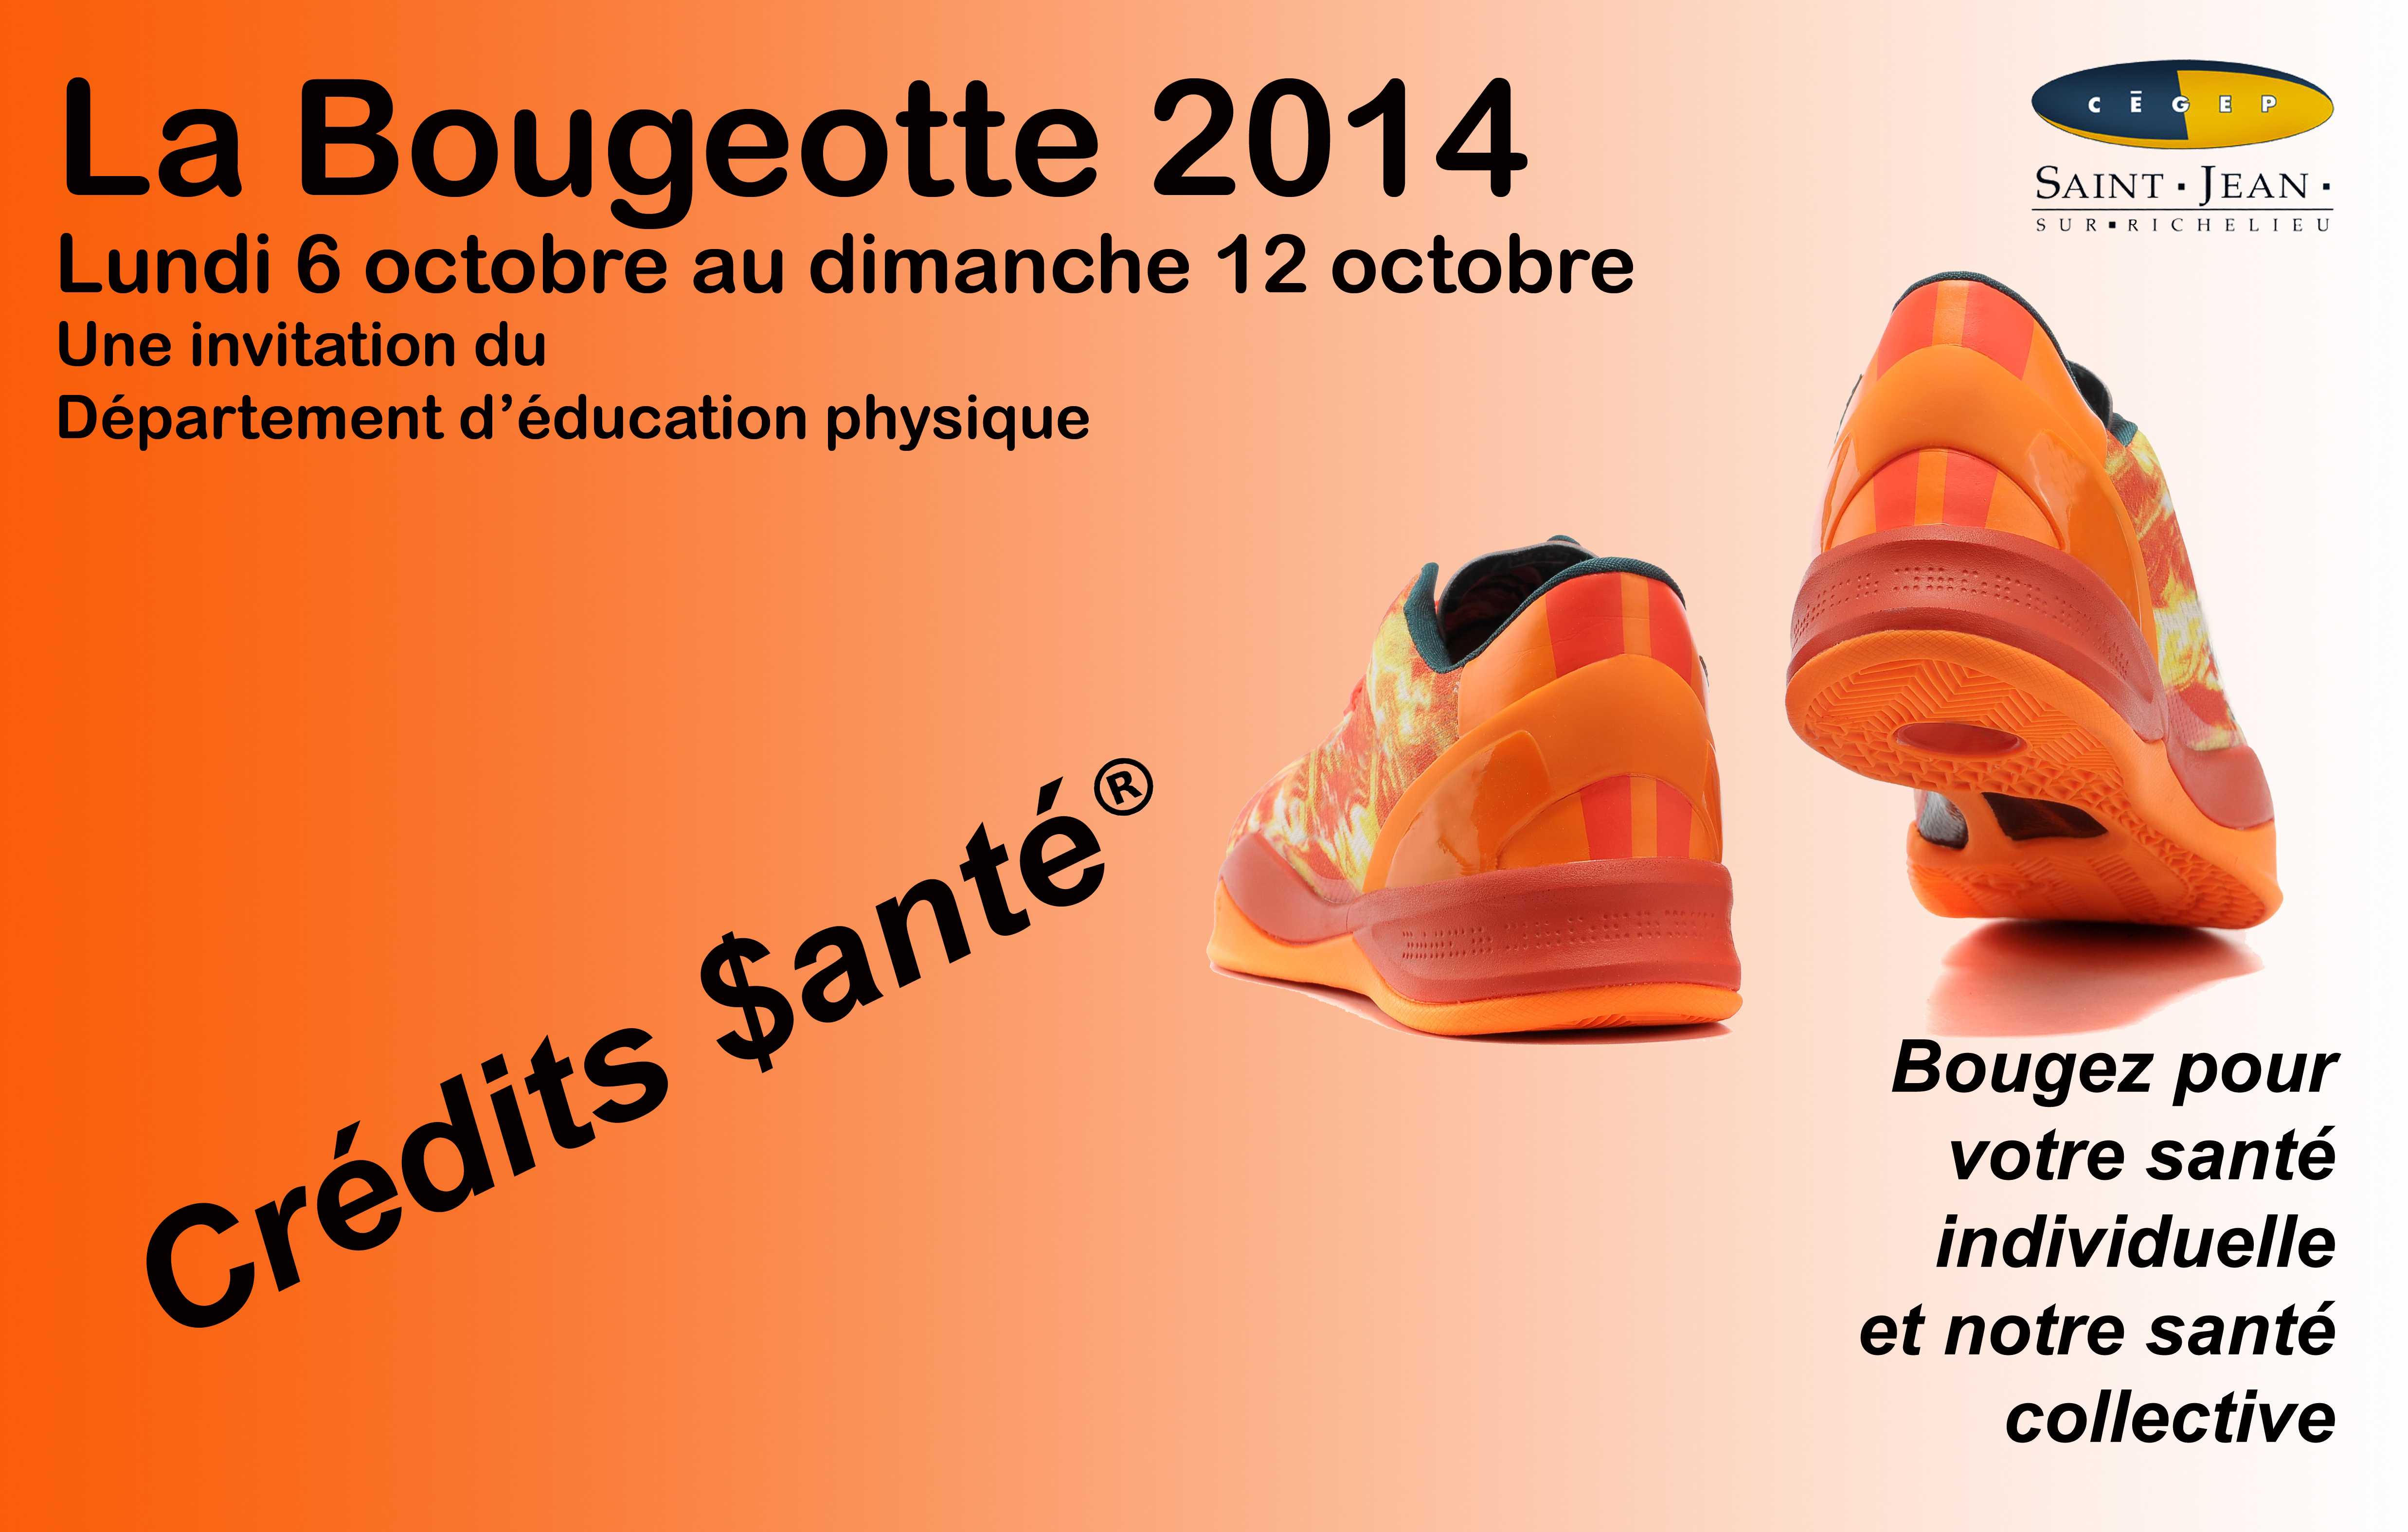 La Bougeotte 2014
Lundi 6 octobre au dimanche 12 octobre
Une invitation du
Département d’éducation physique
CĒGEP
SAINT · JEAN ·
SUR ▪ RICHELIEU
Crédits $anté®
Bougez pour
votre santé
individuelle
et notre santé
collective